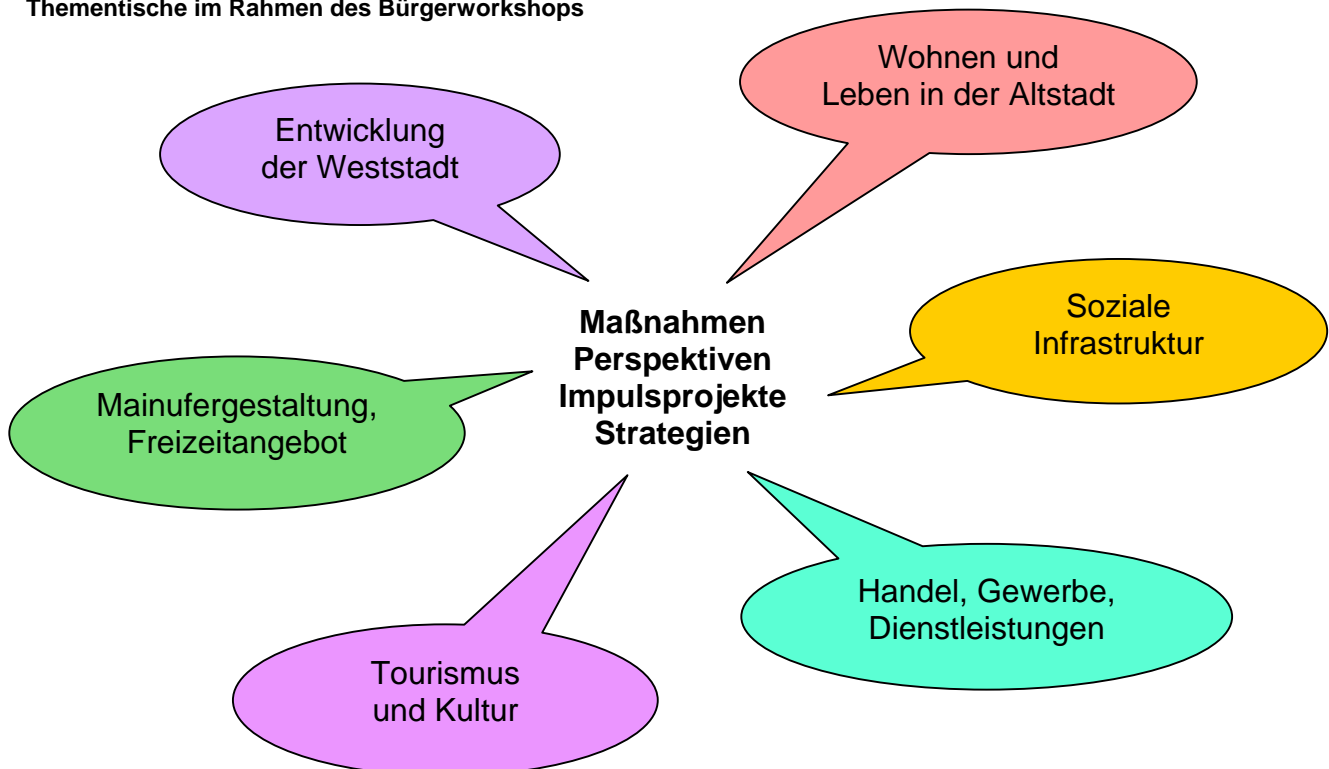 Thementische im Rahmen des Bürgerworkshops
Wohnen und
Leben in der Altstadt
Entwicklung
der Weststadt
Soziale
Infrastruktur
Maßnahmen
Perspektiven
Impulsprojekte
Strategien
Mainufergestaltung,
Freizeitangebot
Handel, Gewerbe,
Dienstleistungen
Tourismus
und Kultur